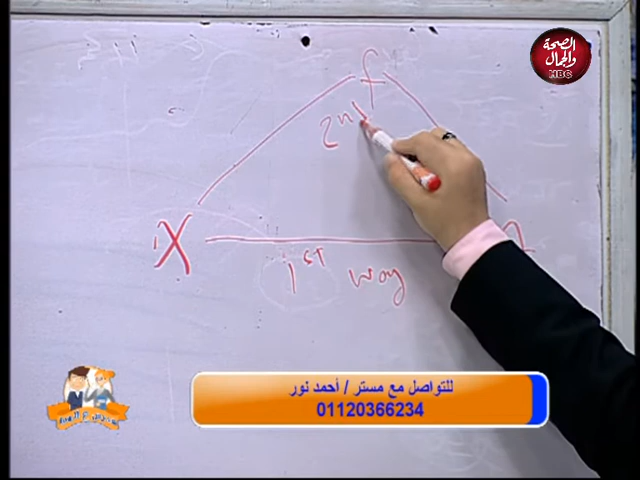 الصحة
والجمال
HBC
f
2nd
X
1st way
للتواصل مع مستر / أحمد نور
01120366234